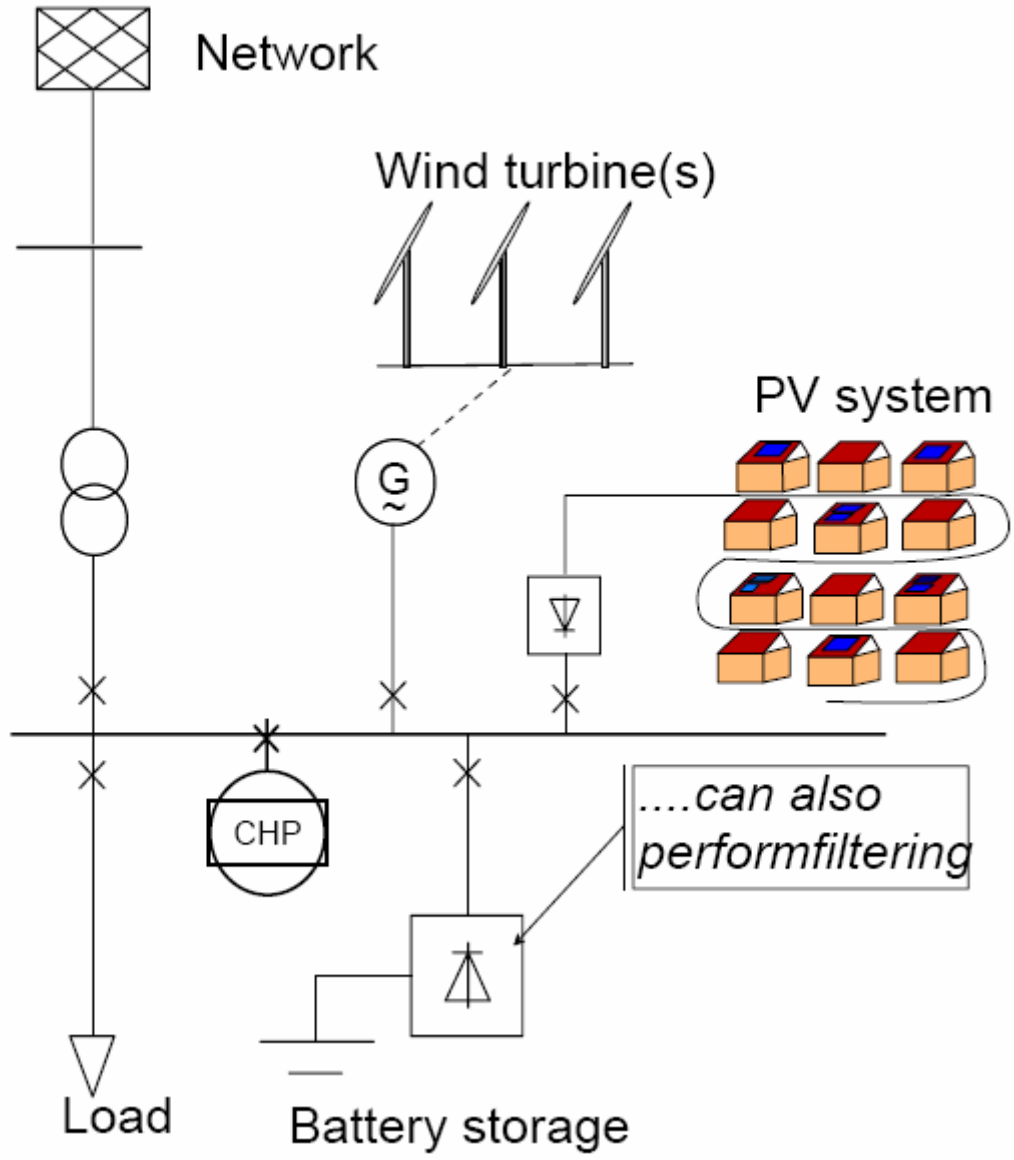 Network
Wind turbine(s)
PV system
G
~
CHP
....can also
performfiltering
Load
Battery storage